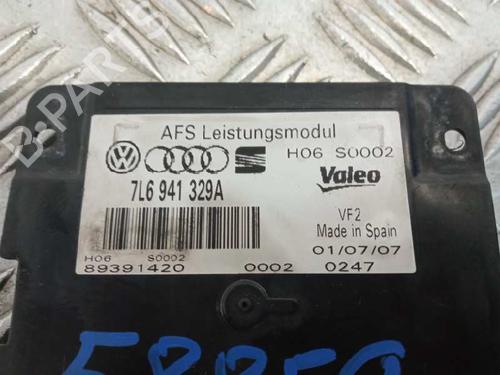 AFS Leistungsmodul
H06 S0002
7L6 941 329A
Valeo
VF2
Made in Spain
H06 S0002
01/07/07
89391420 0002 0247